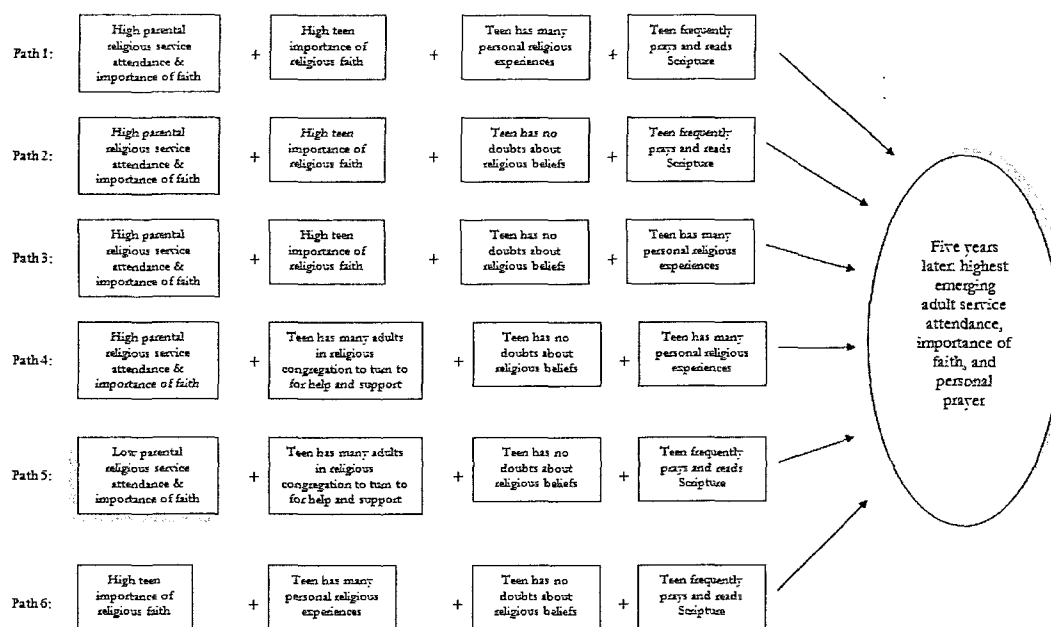 Path 1:
High parental
religious service
attendance &
importance of faith
+
High teen
importance of
religious faith
+
Teen has many
personal religious
experiences
+
Teen frequently
prays and reads
Scripture
Path 2:
High parental
religious service
attendance &
importance of faith
+
High teen
importance of
religious faith
+
Teen has no
doubts about
religious beliefs
+
Teen frequently
prays and reads
Scripture
Path 3:
High parental
religious service
attendance &
importance of faith
+
High teen
importance of
religious faith
+
Teen has no
doubts about
religious beliefs
+
Teen has many
personal religious
experiences
Path 4:
High parental
religious service
attendance &
importance of faith
+
Teen has many adults
in religious
congregation to turn to
for help and support
+
Teen has no
doubts about
religious beliefs
+
Teen has many
personal religious
experiences
Path 5:
Low parental
religious service
attendance &
importance of faith
+
Teen has many adults
in religious
congregation to turn to
for help and support
+
Teen has no
doubts about
religious beliefs
+
Teen frequently
prays and reads
Scripture
Path 6:
High teen
importance of
religious faith
+
Teen has many
personal religious
experiences
+
Teen has no
doubts about
religious beliefs
+
Teen frequently
prays and reads
Scripture
Five years
later: highest
emerging
adult service
attendance,
importance of
faith, and
personal
prayer